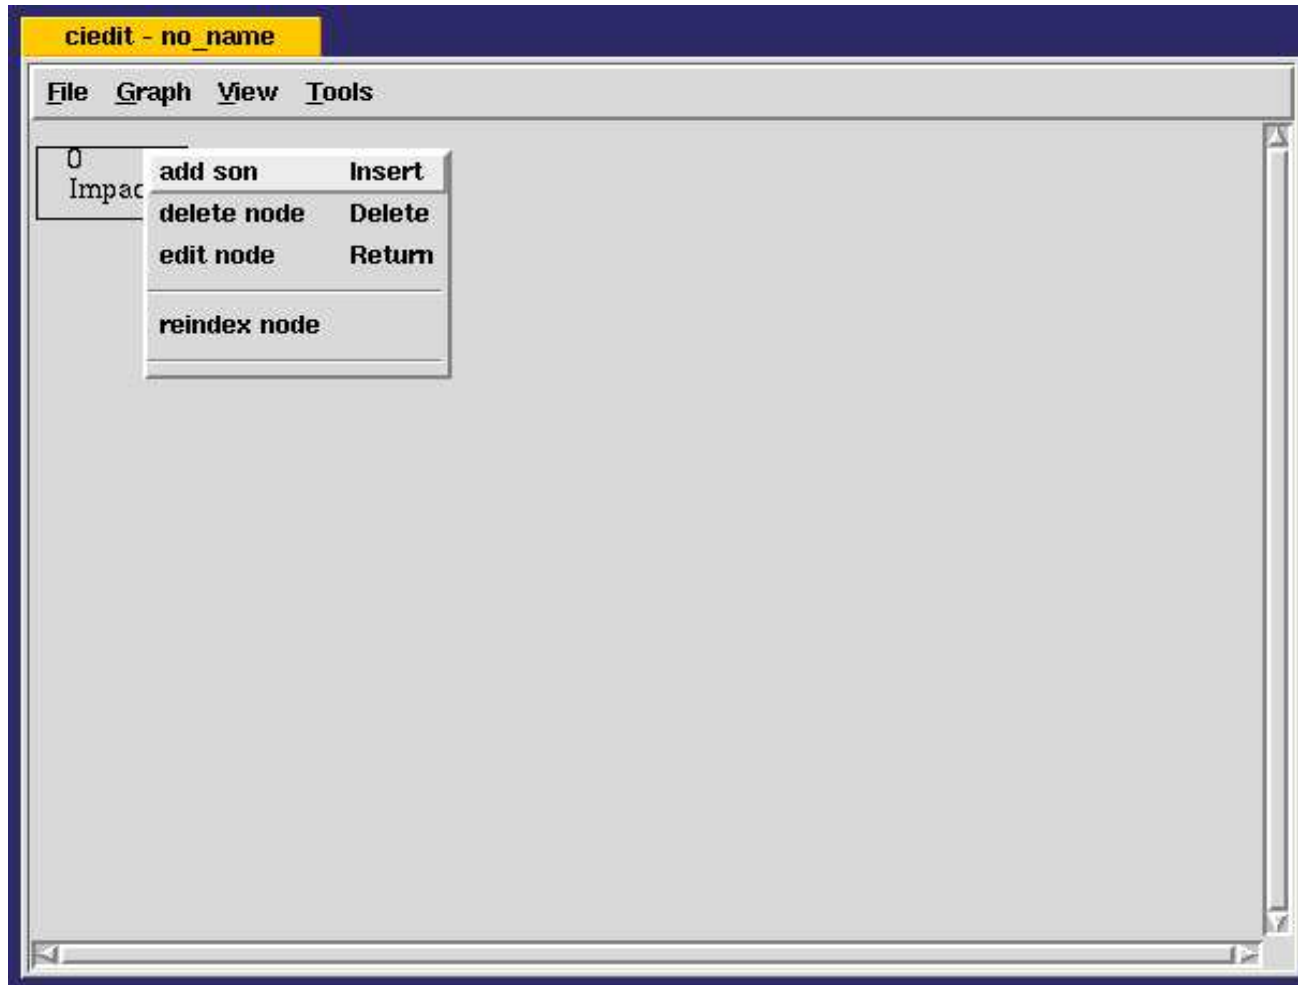 ciedit - no_name
File Graph View Tools
0
Impac
add son Insert
delete node Delete
edit node Return
reindex node